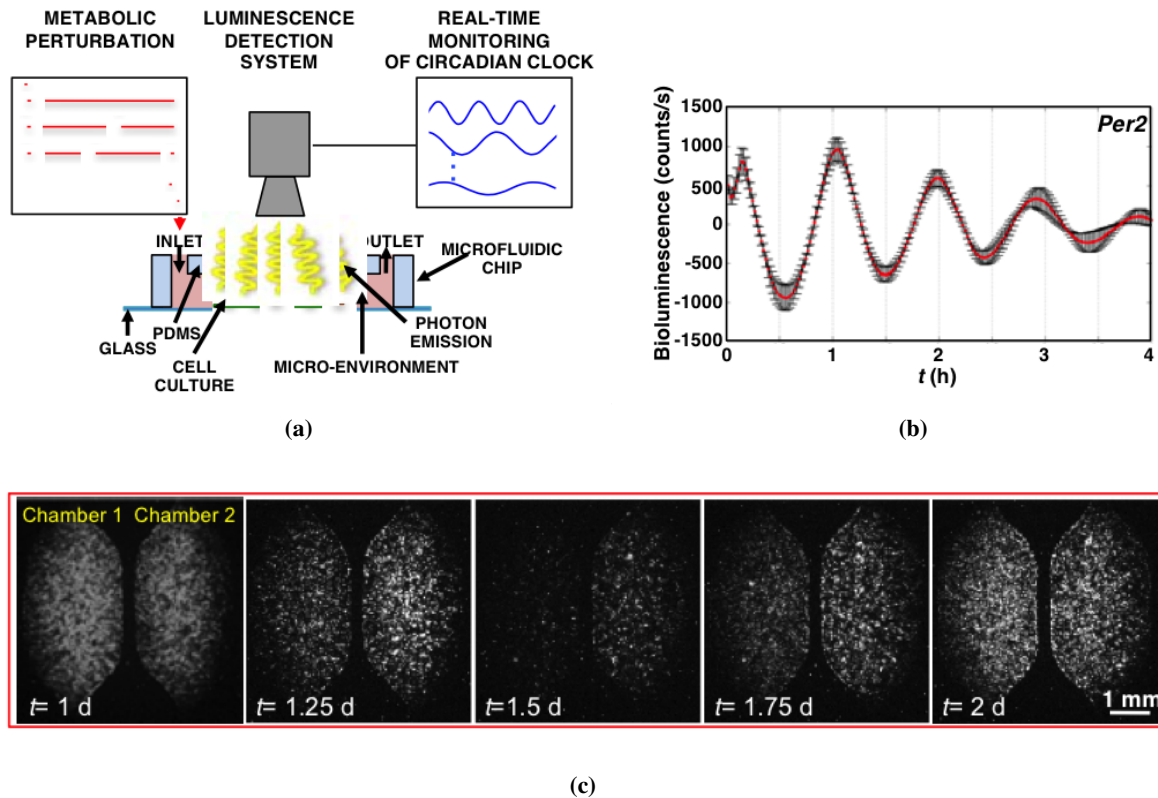 METABOLIC
PERTURBATION
LUMINESCENCE
DETECTION
SYSTEM
REAL-TIME
MONITORING
OF CIRCADIAN CLOCK
INLET
OUTLET
MICROFLUIDIC
CHIP
GLASS
PDMS
CELL
CULTURE
MICRO-ENVIRONMENT
PHOTON
EMISSION
(a)
Bioluminescence (counts/s)
1500
1000
500
0
-500
-1000
-1500
Per2
0 1 2 3 4
t (h)
(b)
Chamber 1 Chamber 2
t= 1 d
t= 1.25 d
t=1.5 d
t= 1.75 d
t= 2 d
1 mm
(c)